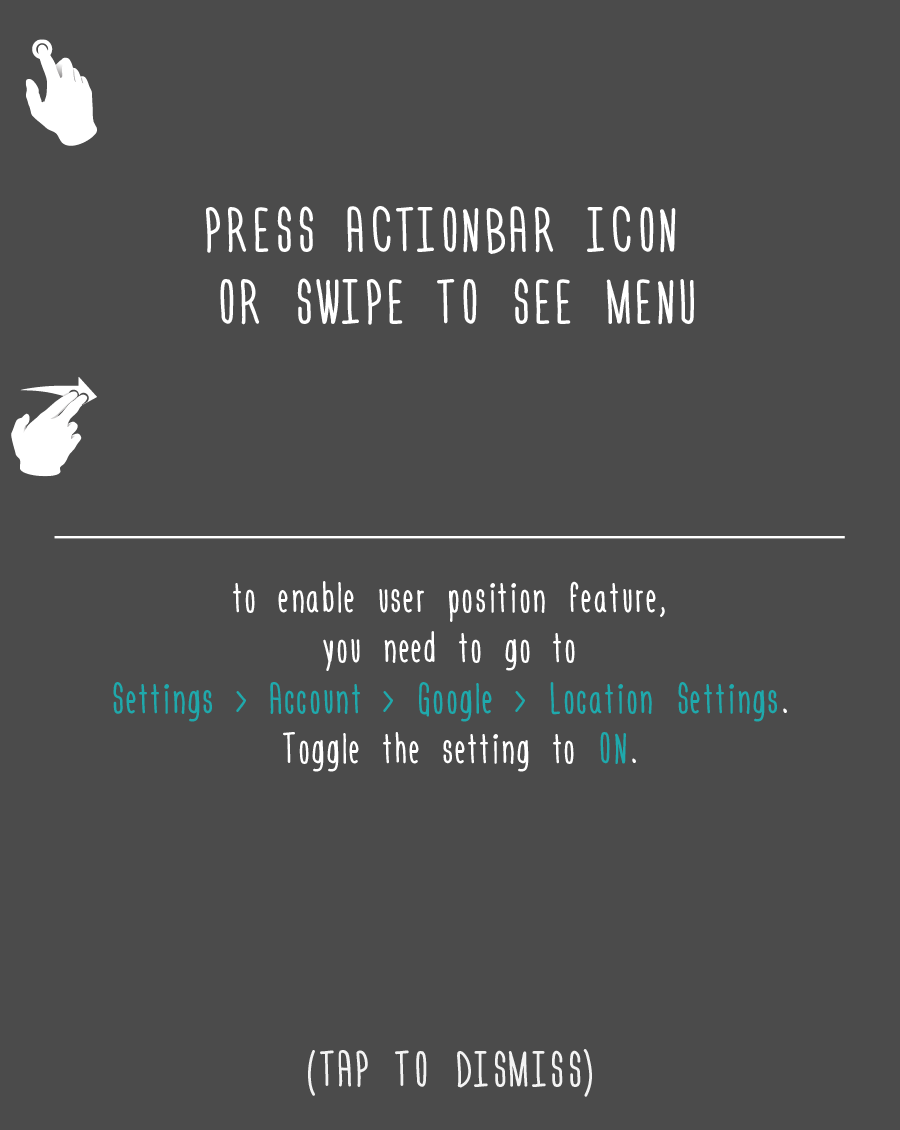 PRESS ACTIONBAR ICON
OR SWIPE TO SEE MENU
to enable user position feature,
you need to go to
Settings > Account > Google > Location Settings.
Toggle the setting to ON.
(TAP TO DISMISS)